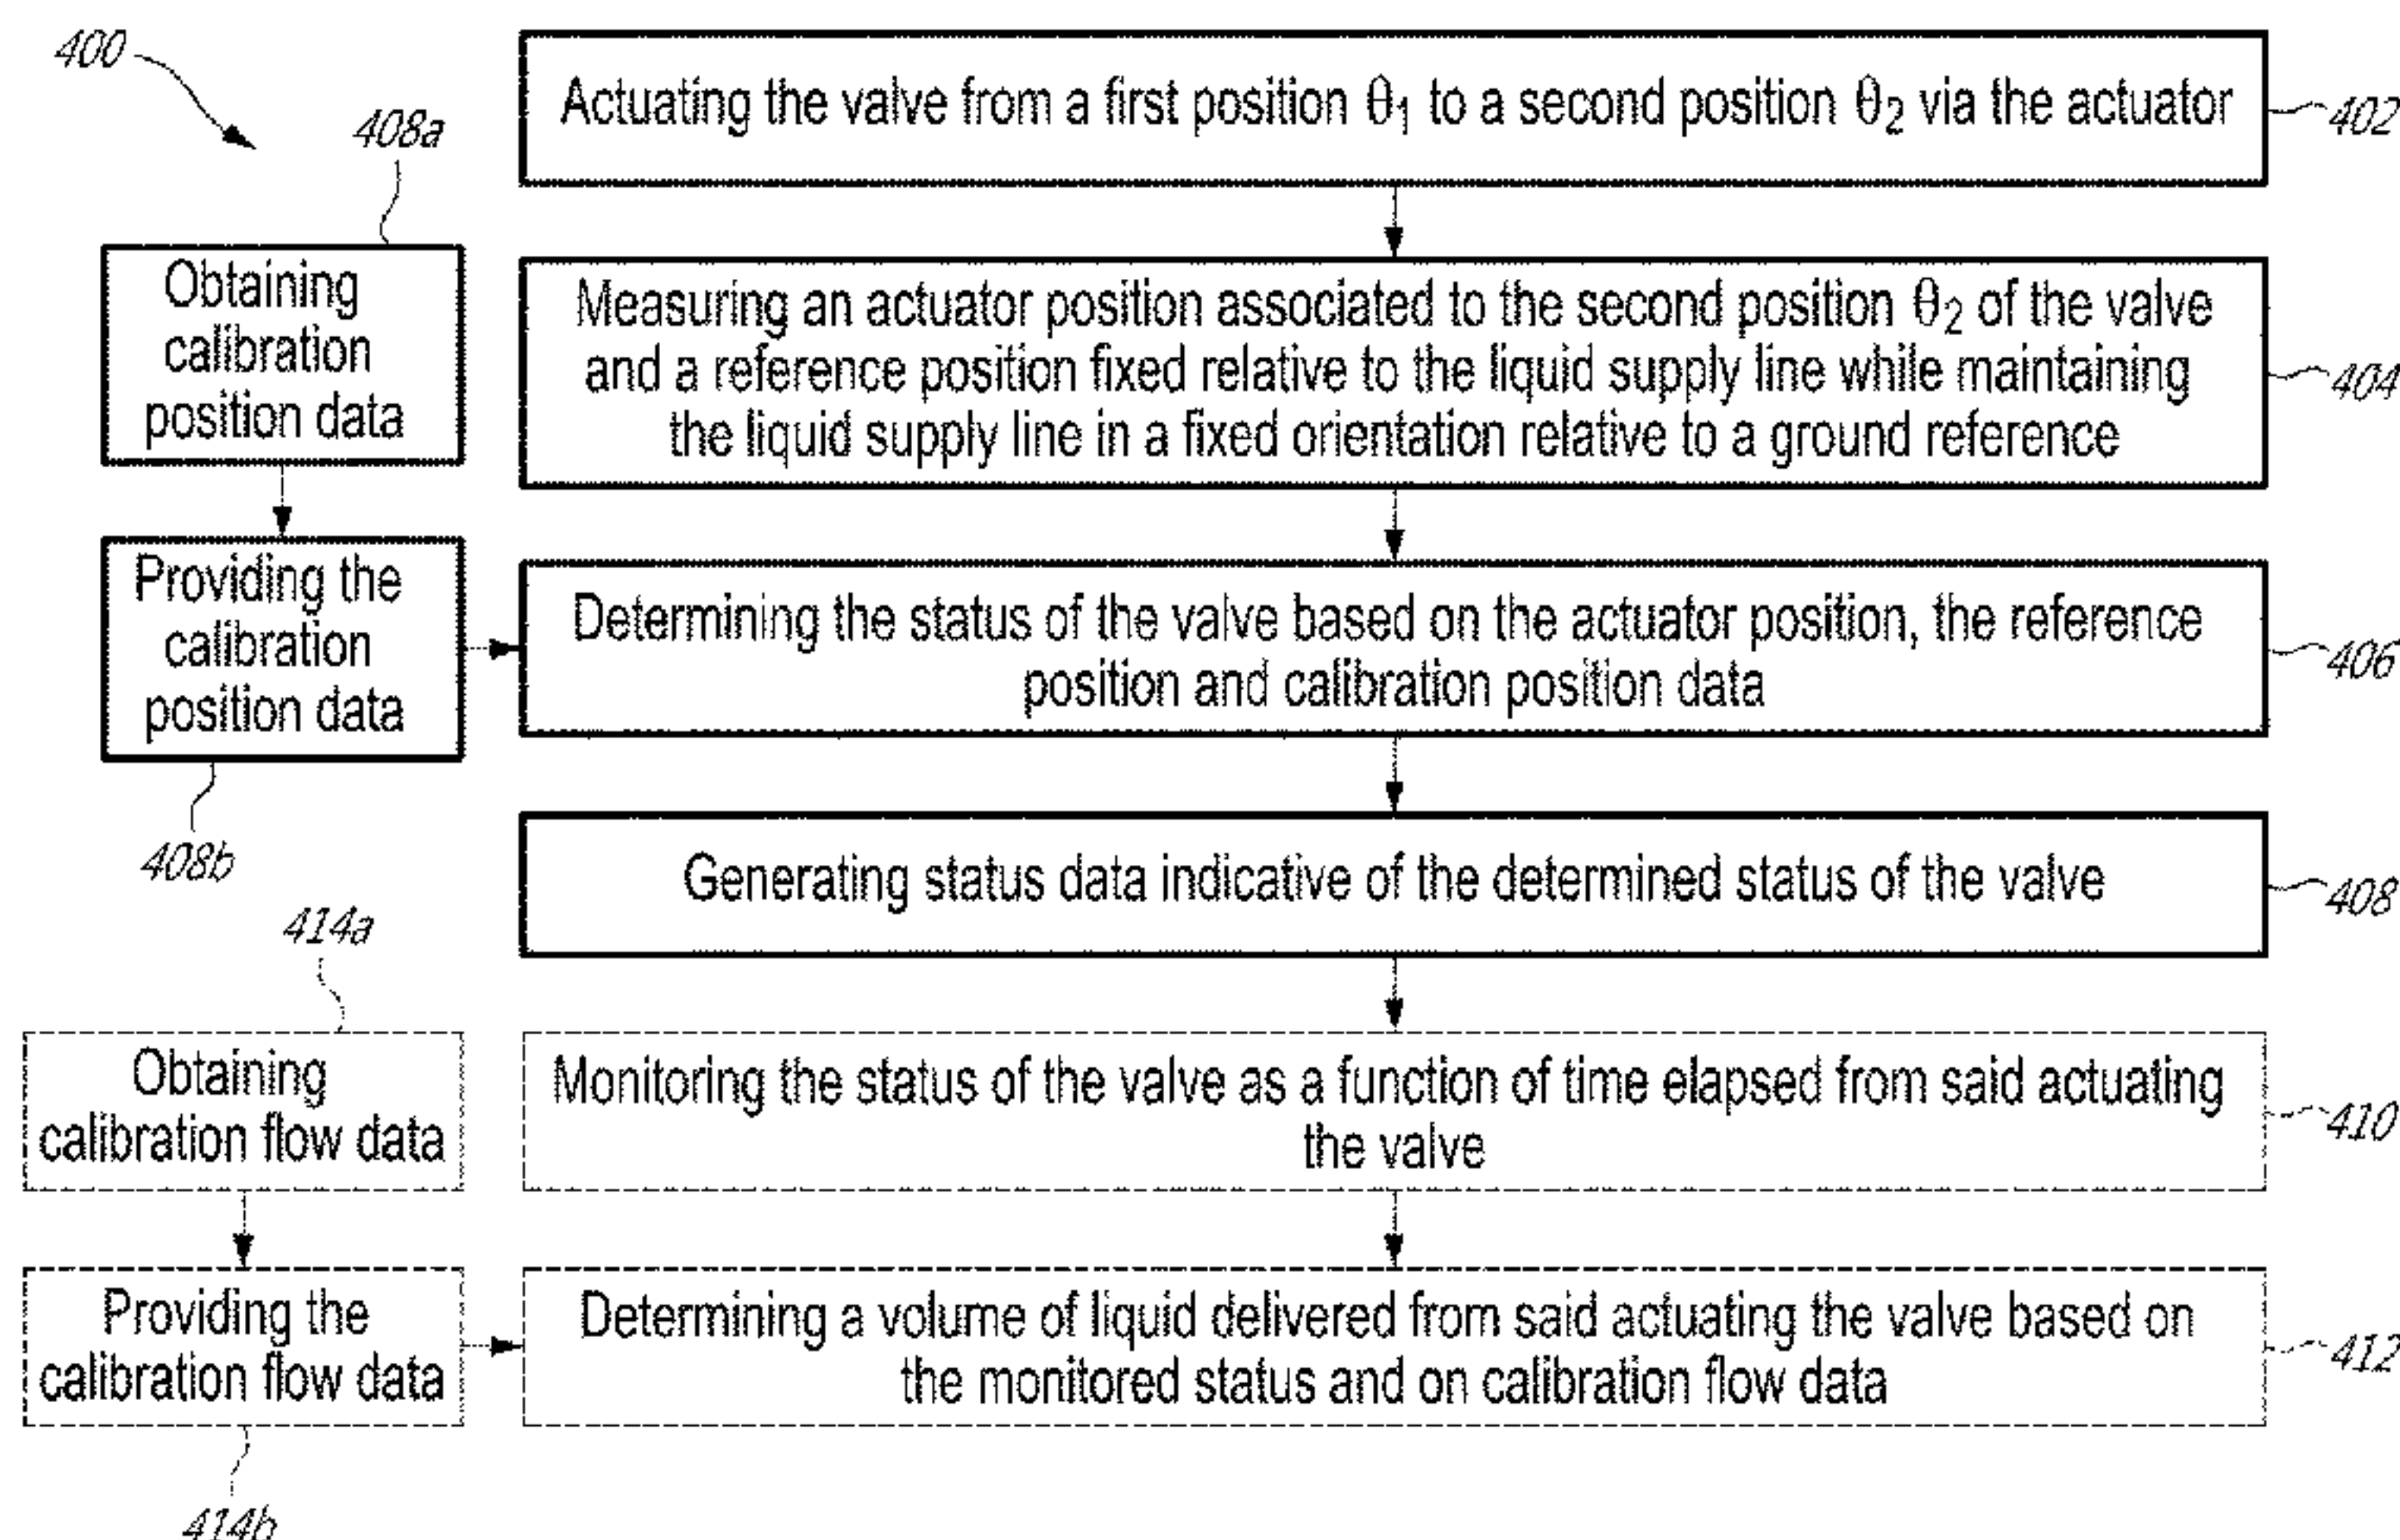 400
Actuating the valve from a first position θ1 to a second position θ2 via the actuator
402
408a
Obtaining
calibration
position data
Measuring an actuator position associated to the second position θ2 of the valve
and a reference position fixed relative to the liquid supply line while maintaining
the liquid supply line in a fixed orientation relative to a ground reference
404
Providing the
calibration
position data
408b
Determining the status of the valve based on the actuator position, the reference
position and calibration position data
406
Generating status data indicative of the determined status of the valve
408
414a
Obtaining
calibration flow data
Monitoring the status of the valve as a function of time elapsed from said actuating
the valve
410
Providing the
calibration flow data
414b
Determining a volume of liquid delivered from said actuating the valve based on
the monitored status and on calibration flow data
412